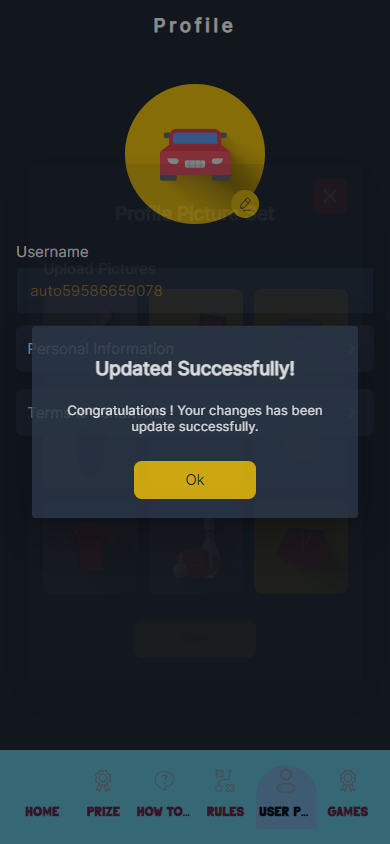 Profile
Profile Picture Set
Username
Upload Pictures
auto59586659078
Personal Information
Updated Successfully!
Congratulations ! Your changes has been
update successfully.
Ok
HOME
PRIZE
HOW TO...
RULES
USER P...
GAMES